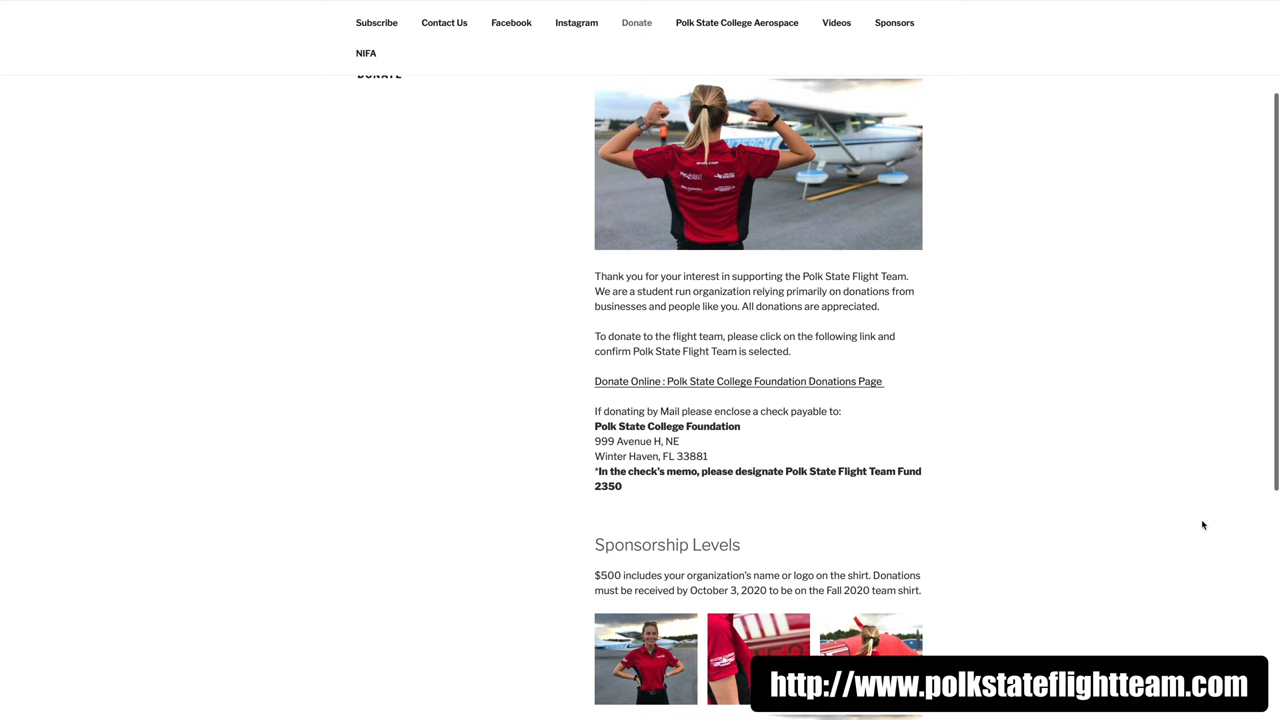 Subscribe
Contact Us
Facebook
Instagram
Donate
Polk State College Aerospace
Videos
Sponsors
NIFA
DONATE
Thank you for your interest in supporting the Polk State Flight Team.
We are a student run organization relying primarily on donations from
businesses and people like you. All donations are appreciated.
To donate to the flight team, please click on the following link and
confirm Polk State Flight Team is selected.
Donate Online : Polk State College Foundation Donations Page
If donating by Mail please enclose a check payable to:
Polk State College Foundation
999 Avenue H, NE
Winter Haven, FL 33881
*In the check's memo, please designate Polk State Flight Team Fund
2350
Sponsorship Levels
$500 includes your organization's name or logo on the shirt. Donations
must be received by October 3, 2020 to be on the Fall 2020 team shirt.
http://www.polkstateflightteam.com